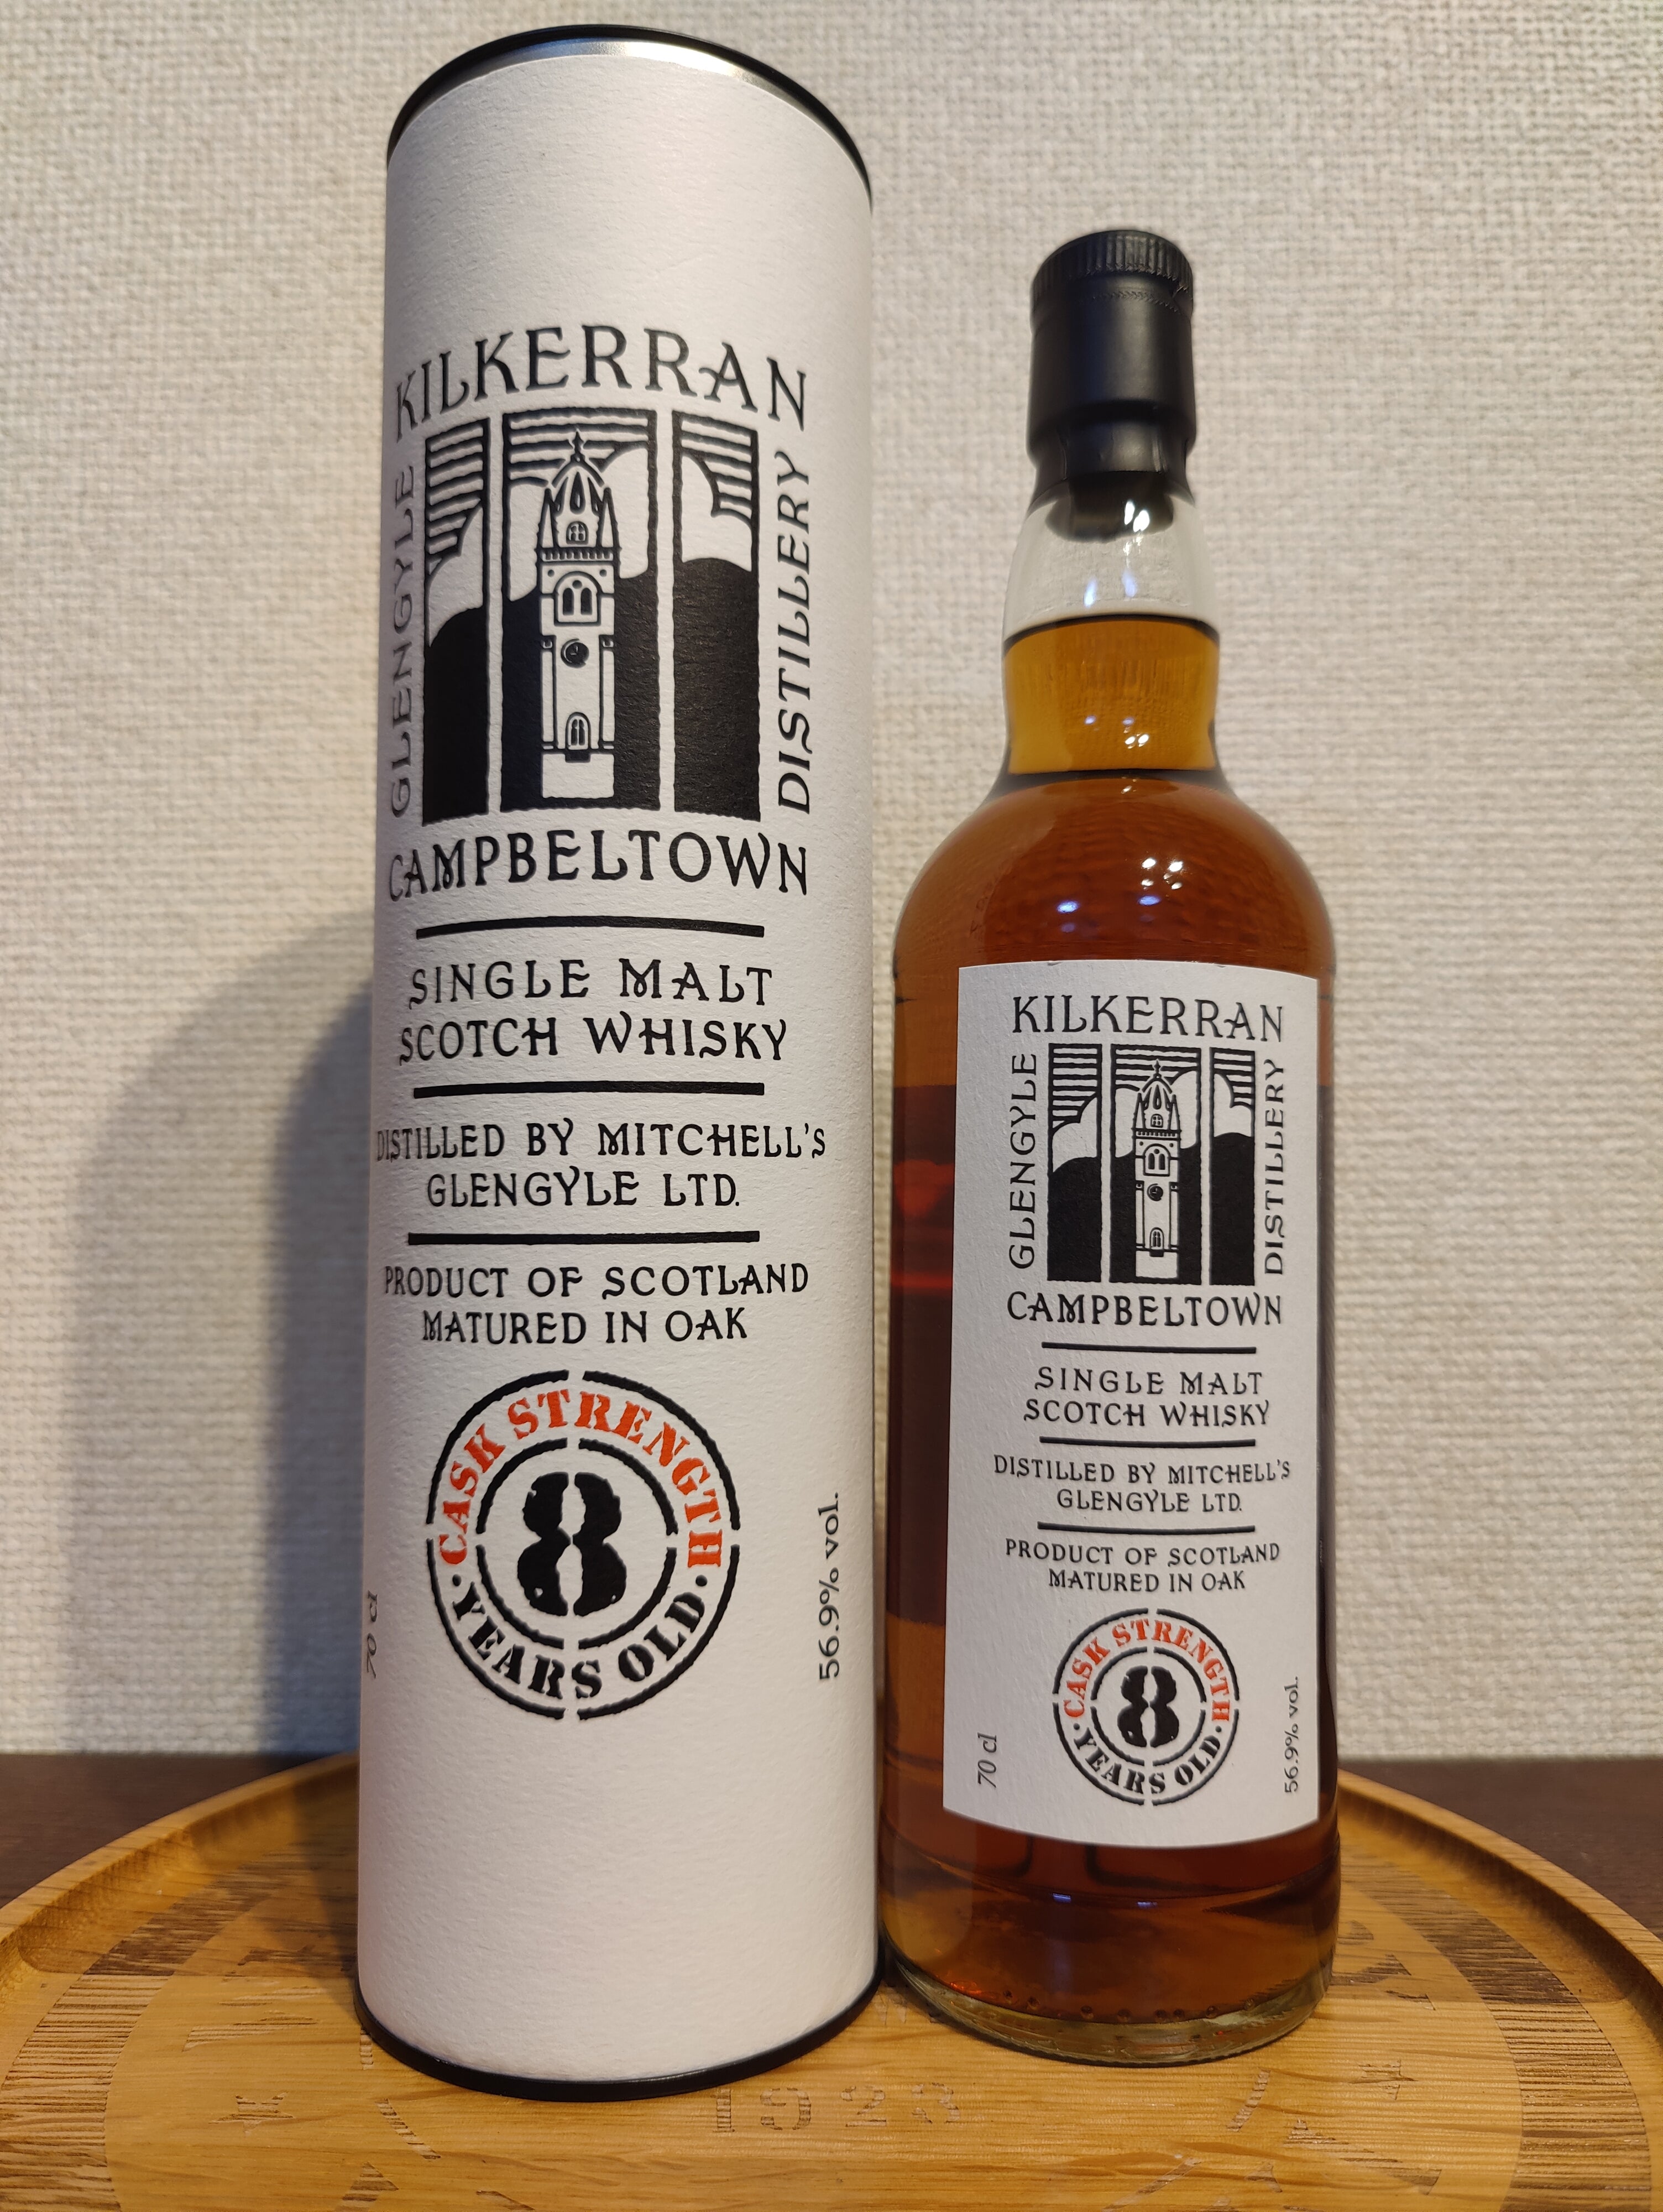 KILKERRAN
GLENGYLE
DISTILLERY
CAMPBELTOWN
SINGLE MALT
SCOTCH WHISKY
DISTILLED BY MITCHELL'S
GLENGYLE LTD.
PRODUCT OF SCOTLAND
MATURED IN OAK
CASK STRENGTH
8
·YEARS OLD·
70 cl
56.9% vol.
KILKERRAN
GLENGYLE
DISTILLERY
CAMPBELTOWN
SINGLE MALT
SCOTCH WHISKY
DISTILLED BY MITCHELL'S
GLENGYLE LTD.
PRODUCT OF SCOTLAND
MATURED IN OAK
CASK STRENGTH
8
·YEARS OLD·
70 cl
56.9% vol.
1923